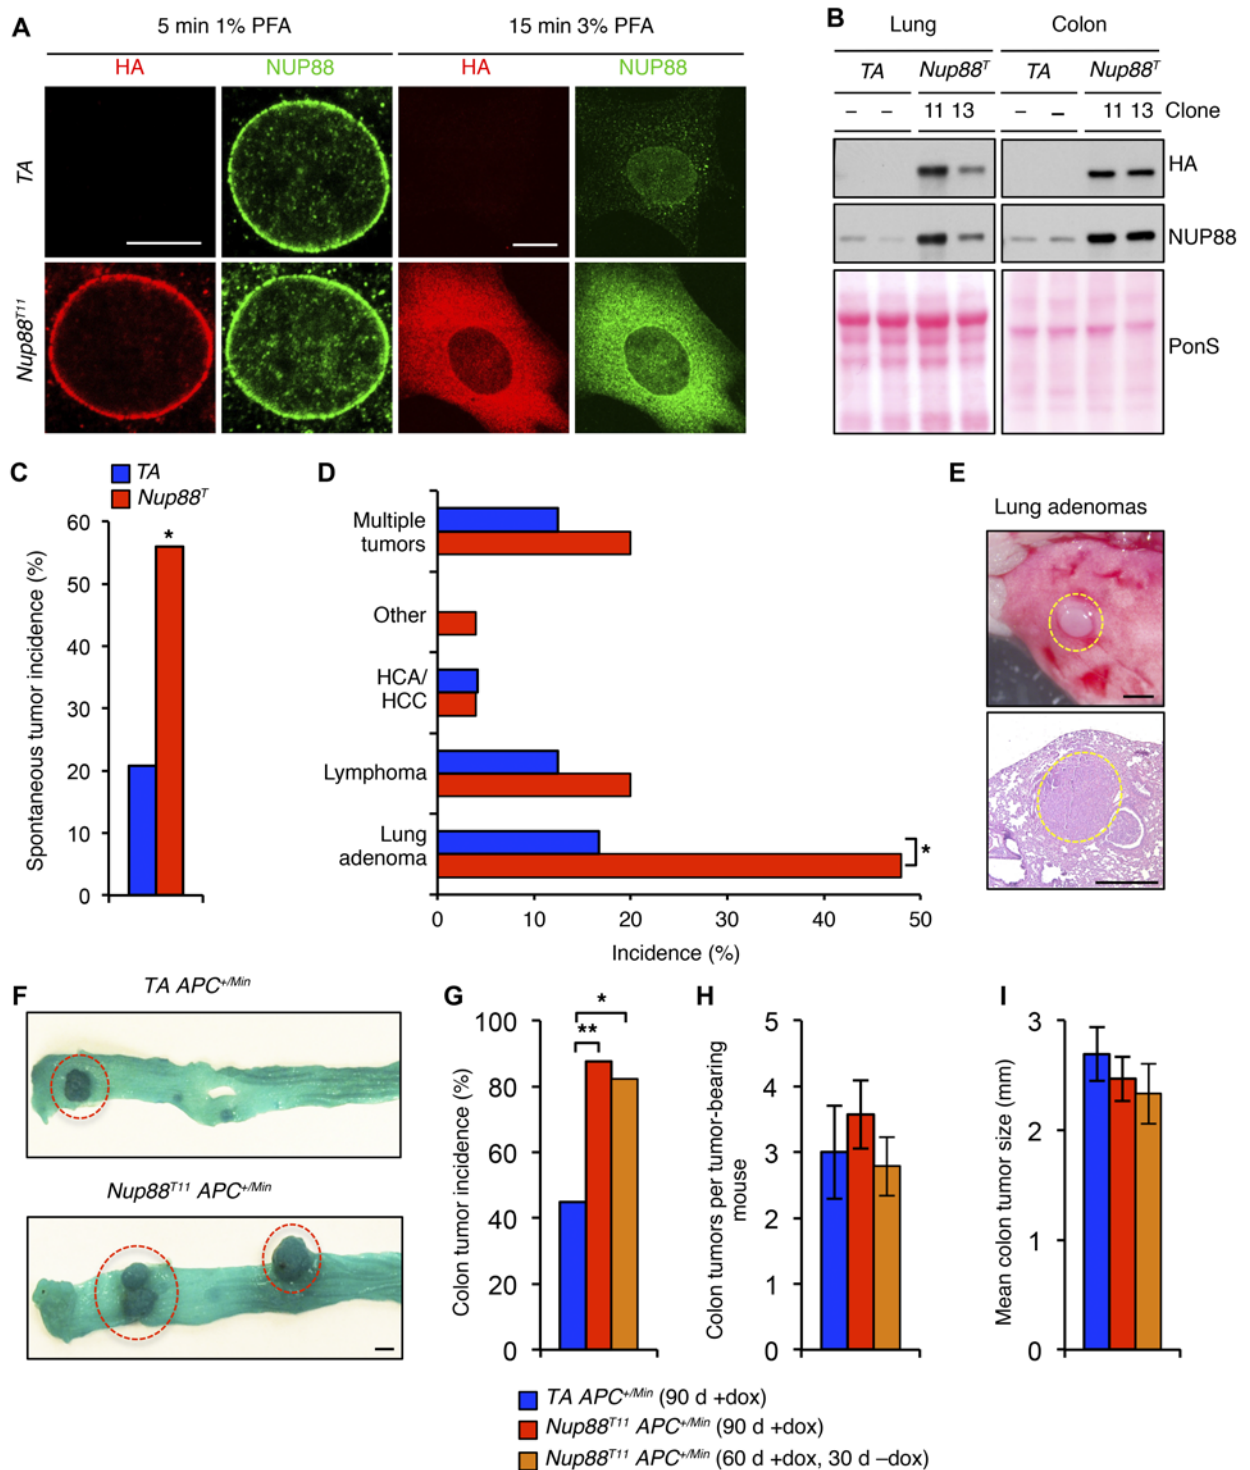 A
5 min 1% PFA
15 min 3% PFA
HA
NUP88
HA
NUP88
TA
Nup88T11
B
Lung
Colon
TA
Nup88T
TA
Nup88T
– – 11 13 – – 11 13 Clone
HA
NUP88
PonS
C
TA
Nup88T
Spontaneous tumor incidence (%)
60
50
40
30
20
10
0
*
D
Multiple
tumors
Other
HCA/
HCC
Lymphoma
Lung
adenoma
*
0 10 20 30 40 50
Incidence (%)
E
Lung adenomas
F
TA APC+/Min
Nup88T11 APC+/Min
G
Colon tumor incidence (%)
100
80
60
40
20
0
*
**
H
Colon tumors per tumor-bearing
mouse
5
4
3
2
1
0
I
Mean colon tumor size (mm)
3
2
1
0
TA APC+/Min (90 d +dox)
Nup88T11 APC+/Min (90 d +dox)
Nup88T11 APC+/Min (60 d +dox, 30 d –dox)